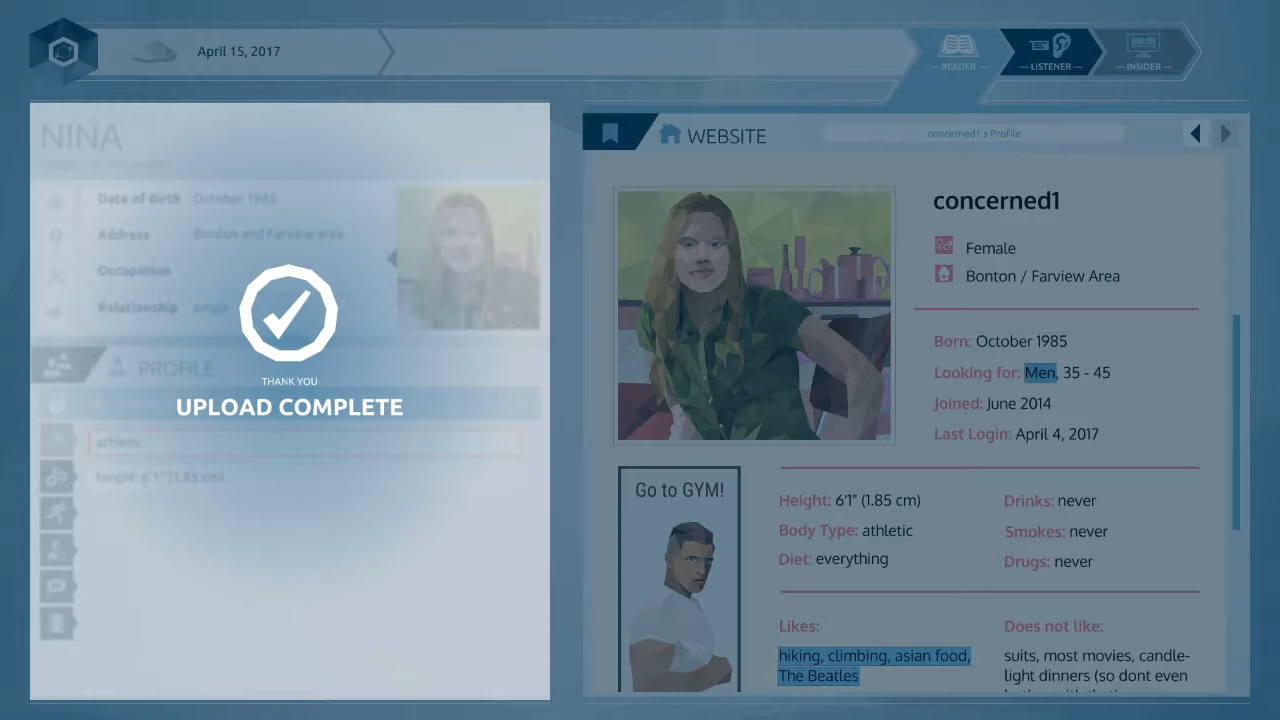 April 15, 2017
— READER —
— LISTENER —
— INSIDER —
NINA
Date of Birth October 1985
Address Bonton and Farview area
Occupation
Relationship single
PROFILE
THANK YOU
UPLOAD COMPLETE
athletic
height: 6'1" (1.85 cm)
WEBSITE
concerned1's Profile
concerned1
Female
Bonton / Farview Area
Born: October 1985
Looking for: Men, 35 - 45
Joined: June 2014
Last Login: April 4, 2017
Go to GYM!
Height: 6'1" (1.85 cm)
Body Type: athletic
Diet: everything
Drinks: never
Smokes: never
Drugs: never
Likes:
hiking, climbing, asian food,
The Beatles
Does not like:
suits, most movies, candle-
light dinners (so dont even